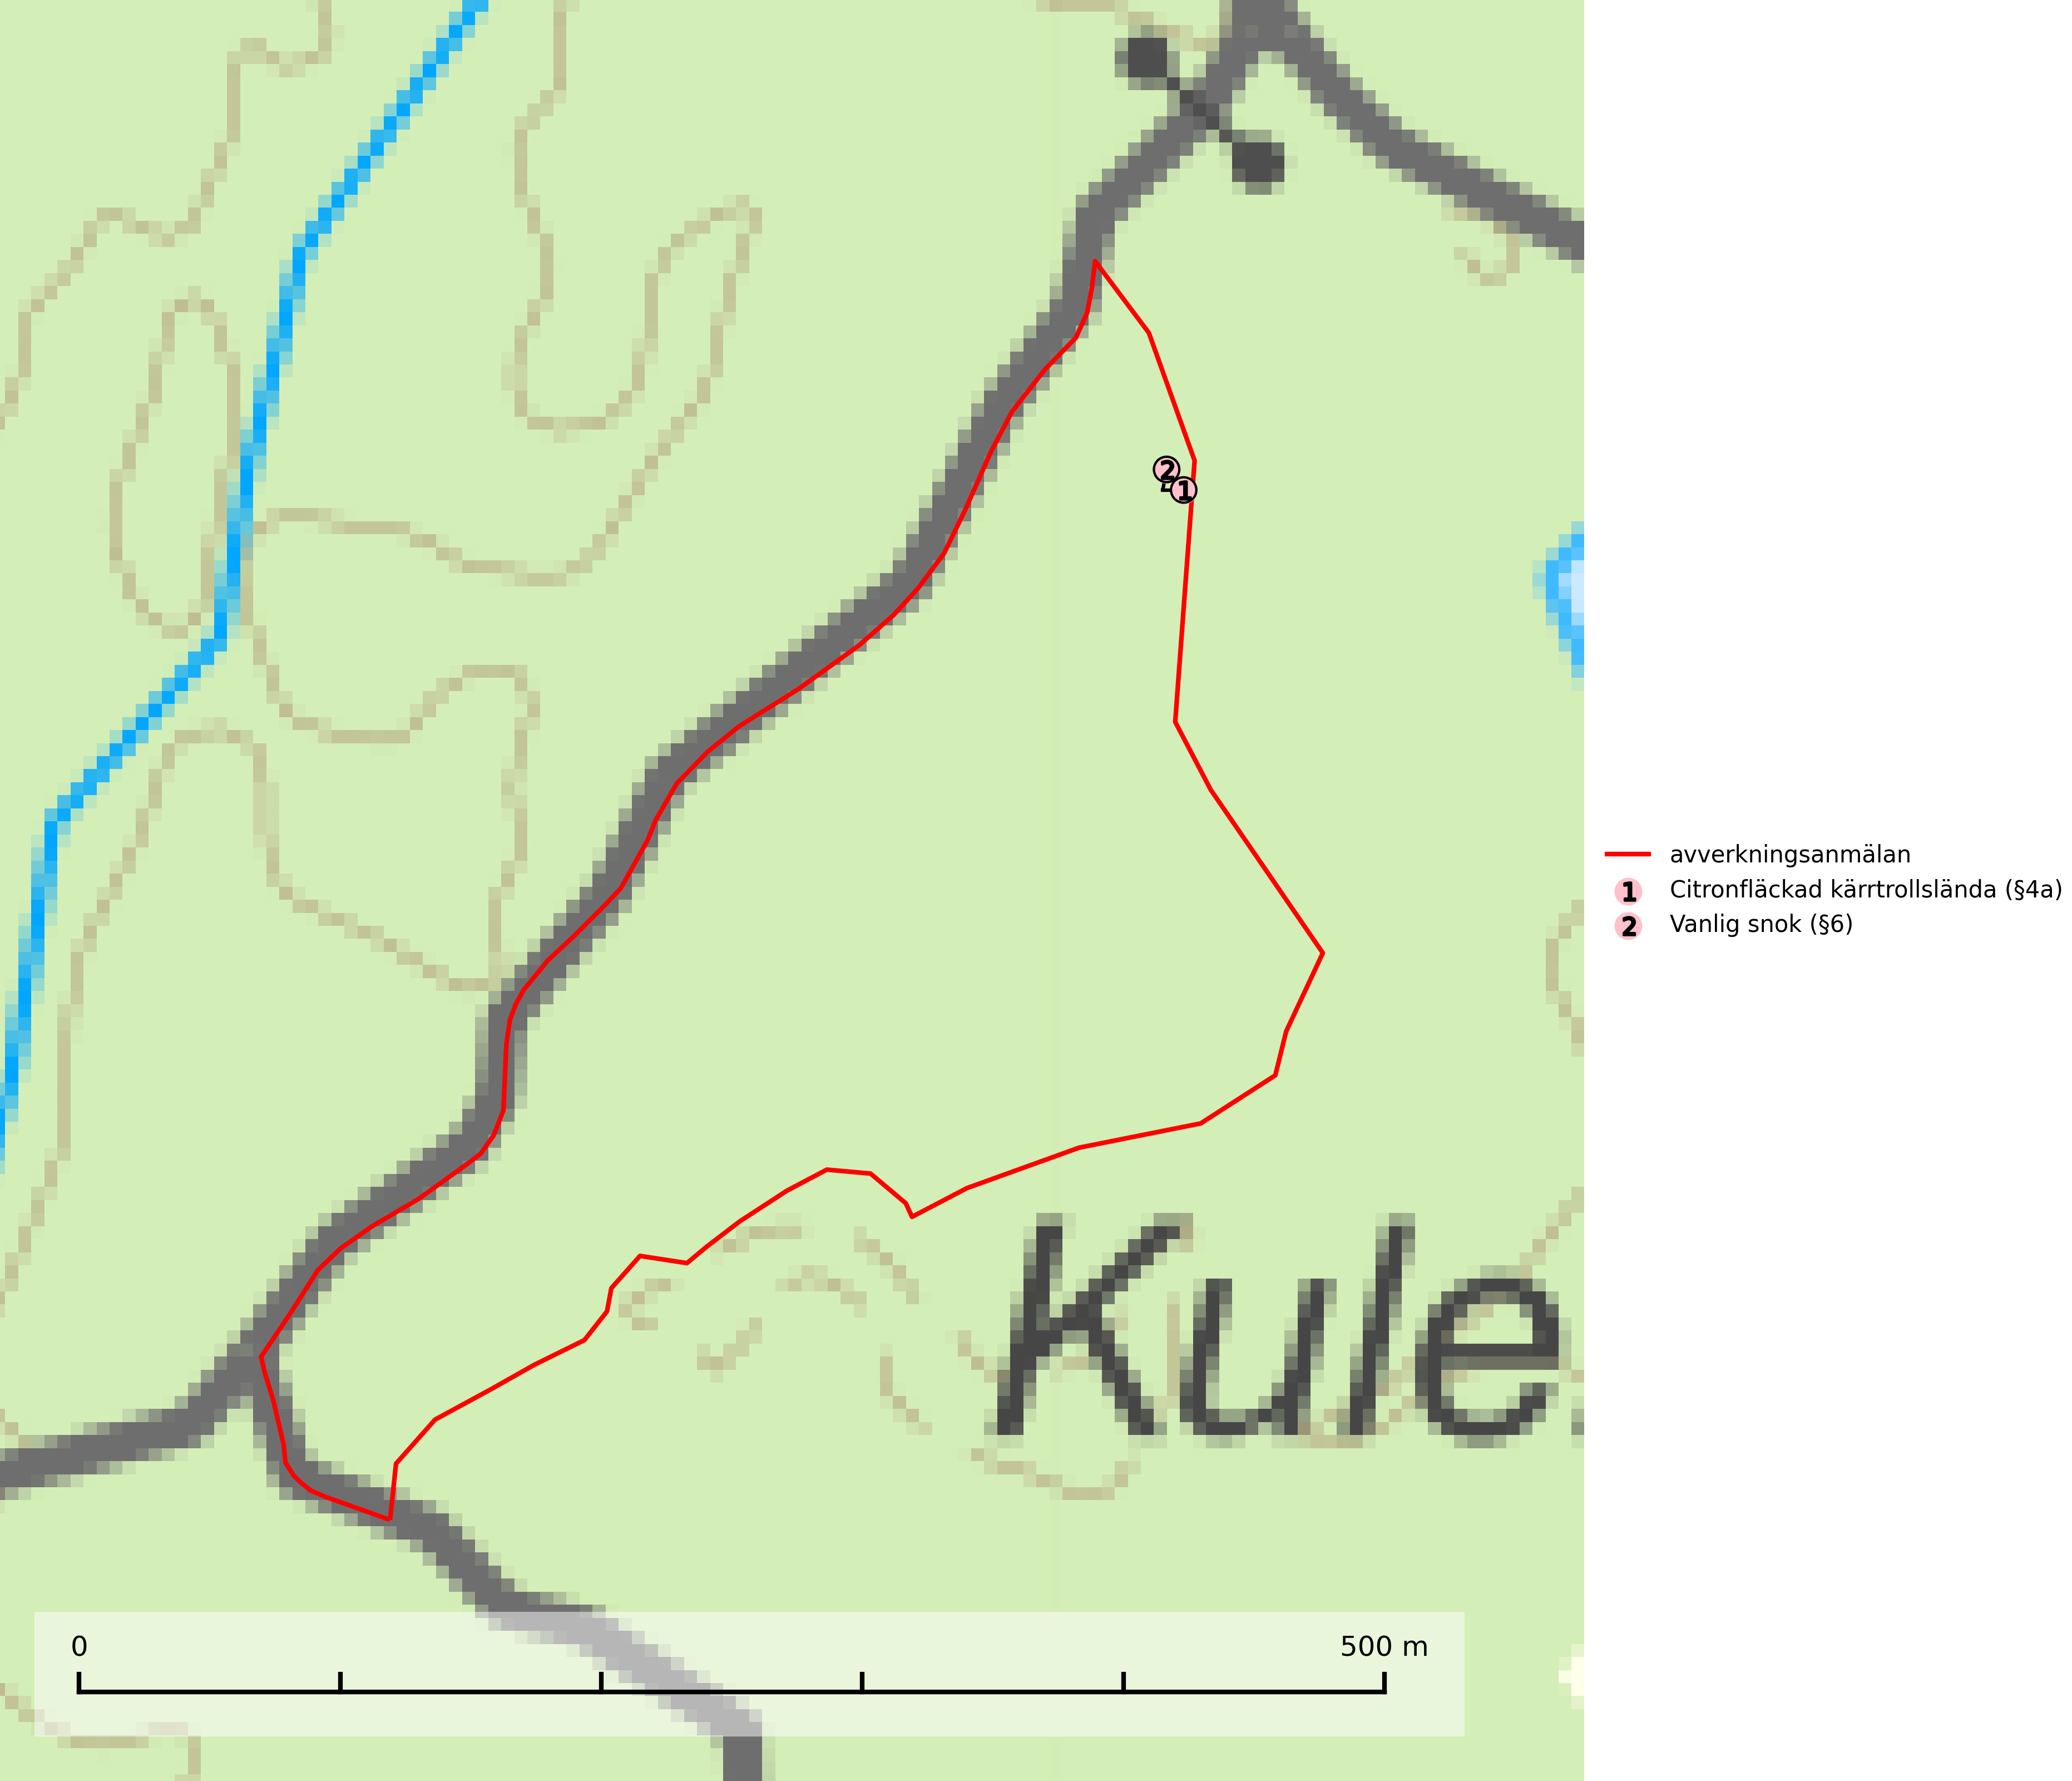 2
1
avverkningsanmälan
1 Citronfläckad kärrtrollslända (§4a)
2 Vanlig snok (§6)
Kule
0 500 m